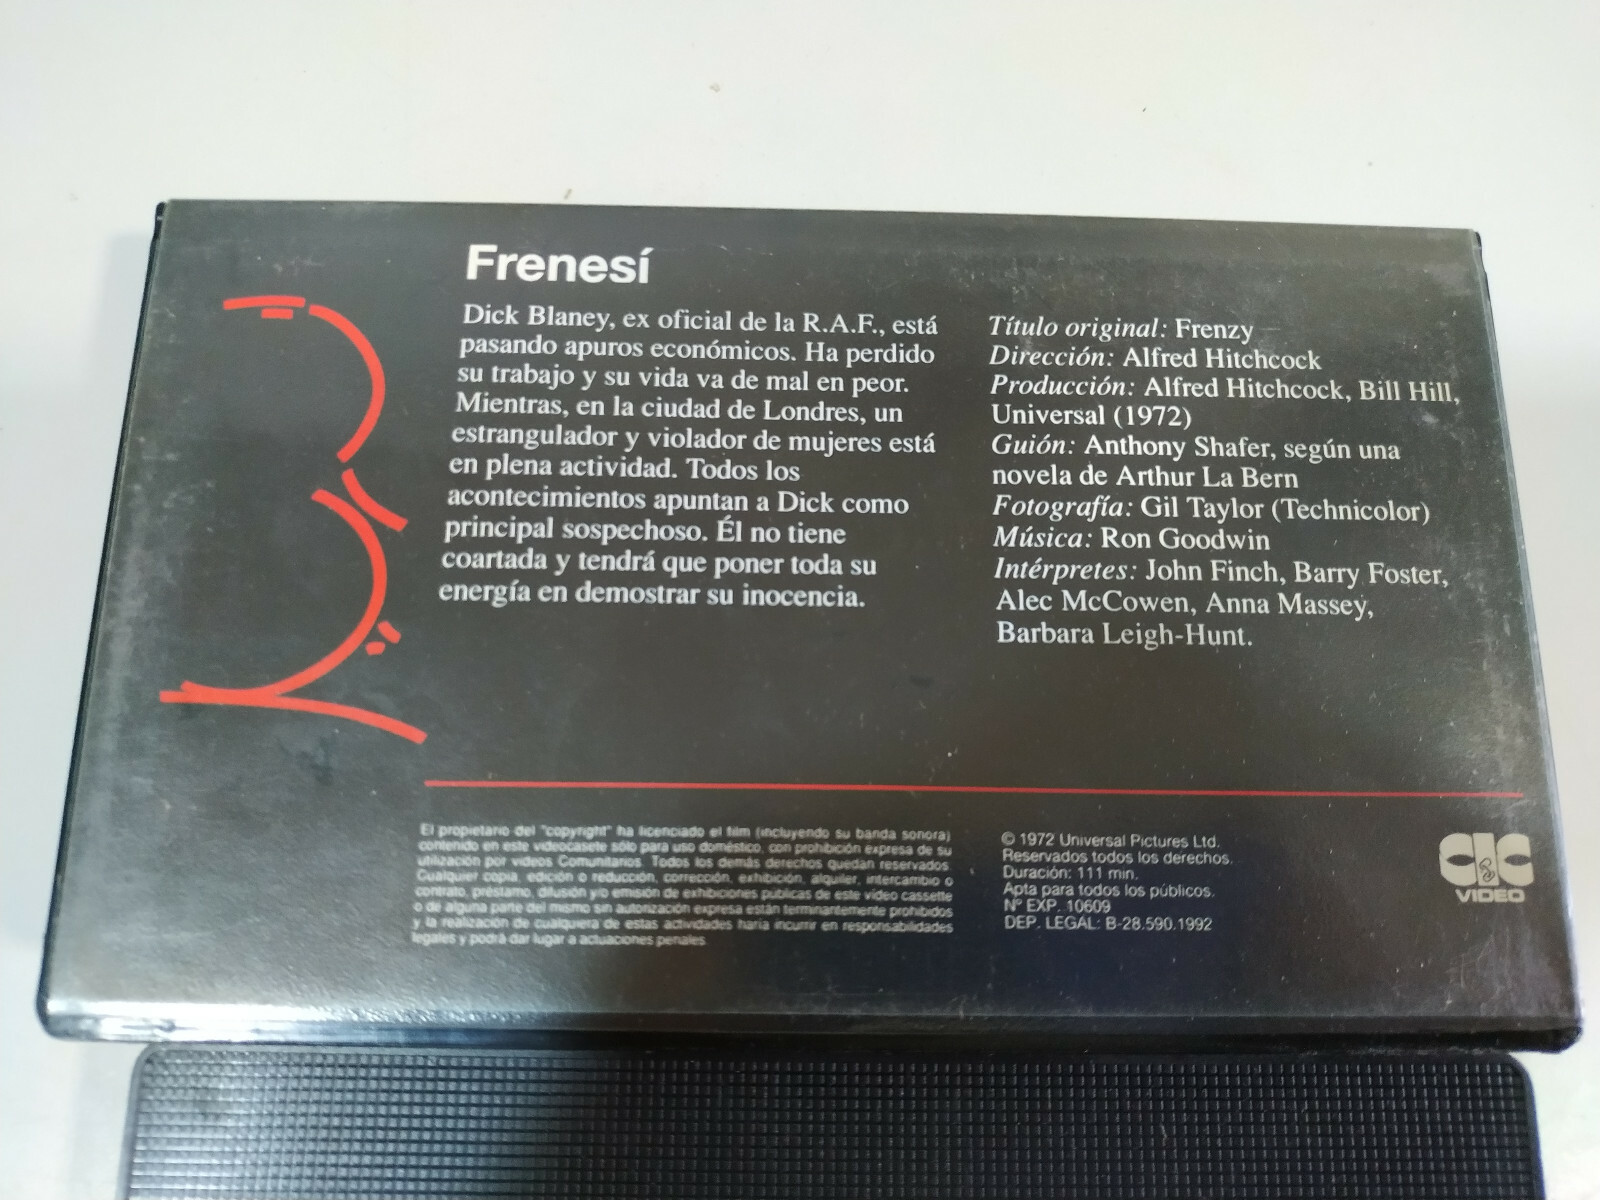 Frenesí
Dick Blaney, ex oficial de la R.A.F., está
pasando apuros económicos. Ha perdido
su trabajo y su vida va de mal en peor.
Mientras, en la ciudad de Londres, un
estrangulador y violador de mujeres está
en plena actividad. Todos los
acontecimientos apuntan a Dick como
principal sospechoso. Él no tiene
coartada y tendrá que poner toda su
energía en demostrar su inocencia.
Título original: Frenzy
Dirección: Alfred Hitchcock
Producción: Alfred Hitchcock, Bill Hill,
Universal (1972)
Guión: Anthony Shafer, según una
novela de Arthur La Bern
Fotografía: Gil Taylor (Technicolor)
Música: Ron Goodwin
Intérpretes: John Finch, Barry Foster,
Alec McCowen, Anna Massey,
Barbara Leigh-Hunt.
El propietario del "copyright" ha licenciado el film (incluyendo su banda sonora)
contenido en este videocasete sólo para uso doméstico, con prohibición expresa de su
utilización por videos Comunitarios. Todos los demás derechos quedan reservados.
Cualquier copia, edición o reducción, corrección, exhibición, alquiler, intercambio o
contrato, préstamo, difusión y/o emisión de exhibiciones públicas de este vídeo cassette
o de alguna parte del mismo sin autorización expresa están terminantemente prohibidos
y la realización de cualquiera de estas actividades haría incurrir en responsabilidades
legales y podrá dar lugar a actuaciones penales.
© 1972 Universal Pictures Ltd.
Reservados todos los derechos.
Duración: 111 min.
Apta para todos los públicos.
Nº EXP. 10609
DEP. LEGAL: B-28.590.1992
CIC
VIDEO